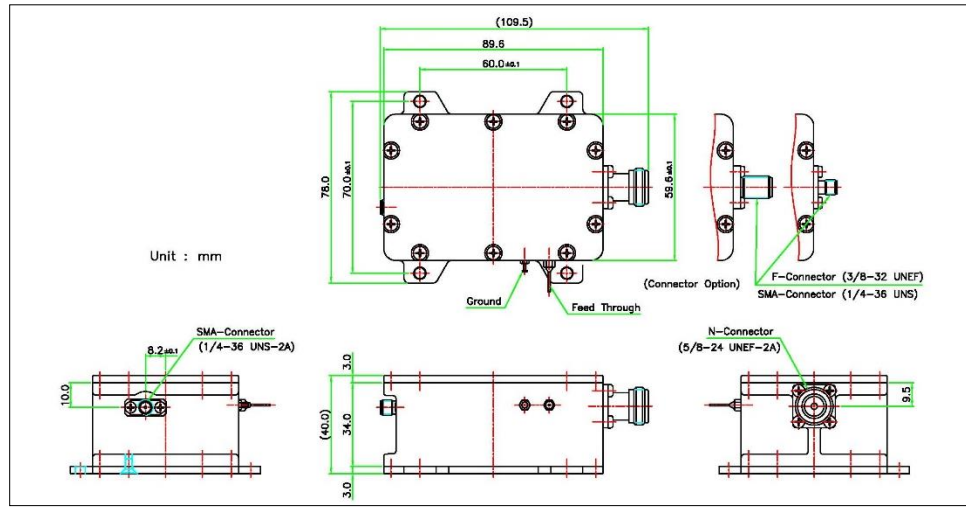 (109.5)
89.6
60.0±0.1
78.0
70.0±0.1
59.6±0.1
Unit : mm
(Connector Option)
F-Connector (3/8-32 UNEF)
SMA-Connector (1/4-36 UNS)
Ground
Feed Through
SMA-Connector
(1/4-36 UNS-2A)
8.2±0.1
10.0
3.0
(40.0)
34.0
3.0
N-Connector
(5/8-24 UNEF-2A)
9.5